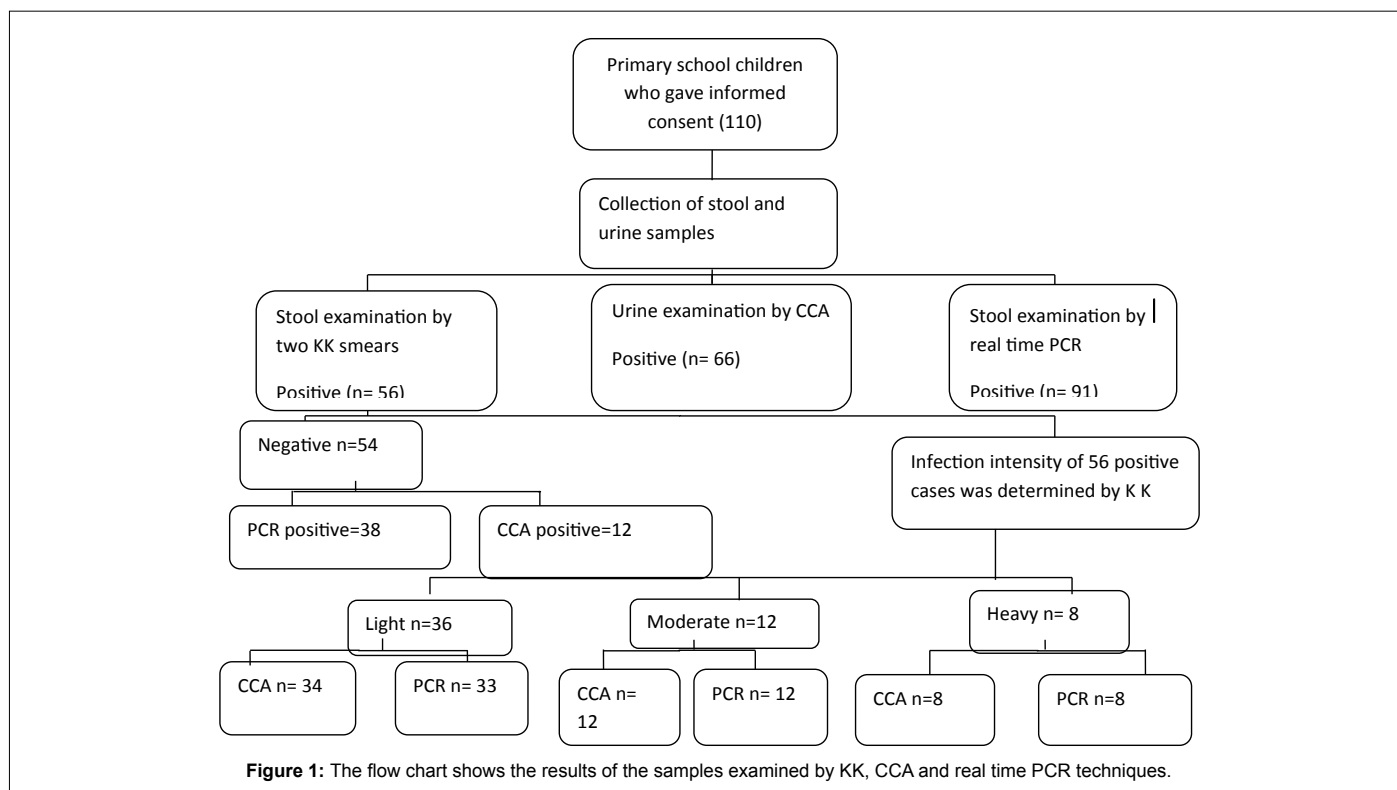 Primary school children
who gave informed
consent (110)
Collection of stool and
urine samples
Stool examination by
two KK smears
Positive (n= 56)
Urine examination by CCA
Positive (n= 66)
Stool examination by
real time PCR
Positive (n= 91)
Negative n=54
Infection intensity of 56 positive
cases was determined by K K
PCR positive=38
CCA positive=12
Light n=36
Moderate n=12
Heavy n= 8
CCA n= 34
PCR n= 33
CCA n=
12
PCR n= 12
CCA n=8
PCR n=8
Figure 1: The flow chart shows the results of the samples examined by KK, CCA and real time PCR techniques.